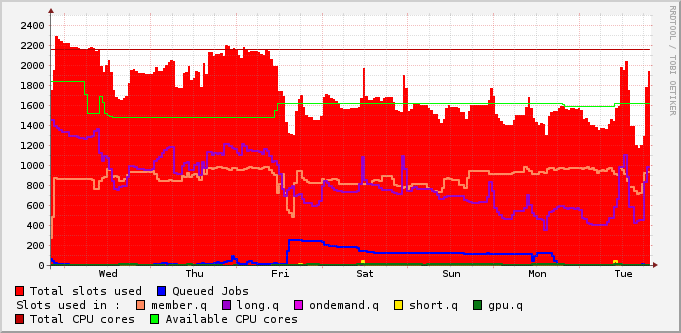 RRDTOOL / TOBI OETIKER
2400
2200
2000
1800
1600
1400
1200
1000
800
600
400
200
0
Wed Thu Fri Sat Sun Mon Tue
Total slots used Queued Jobs
Slots used in : member.q long.q ondemand.q short.q gpu.q
Total CPU cores Available CPU cores